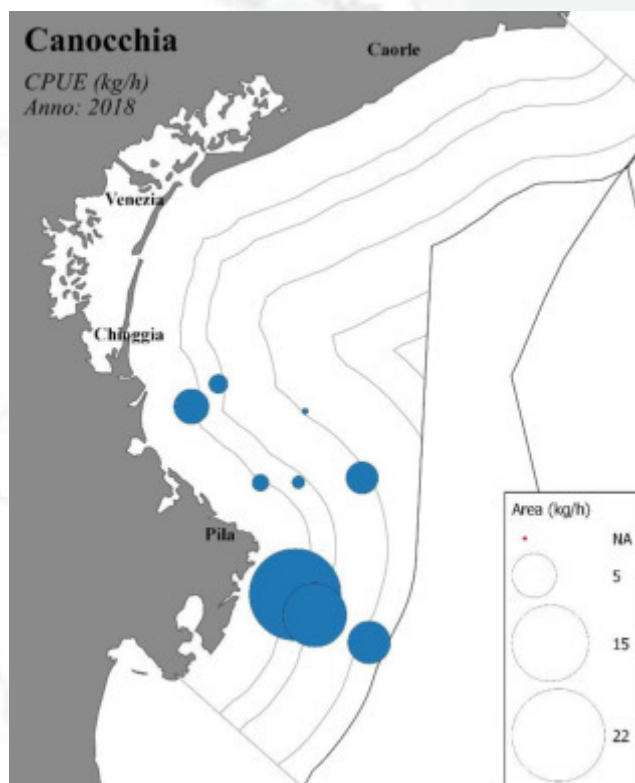 Canocchia
CPUE (kg/h)
Anno: 2018
Caorle
Venezia
Chioggia
Pila
Area (kg/h)
NA
5
15
22